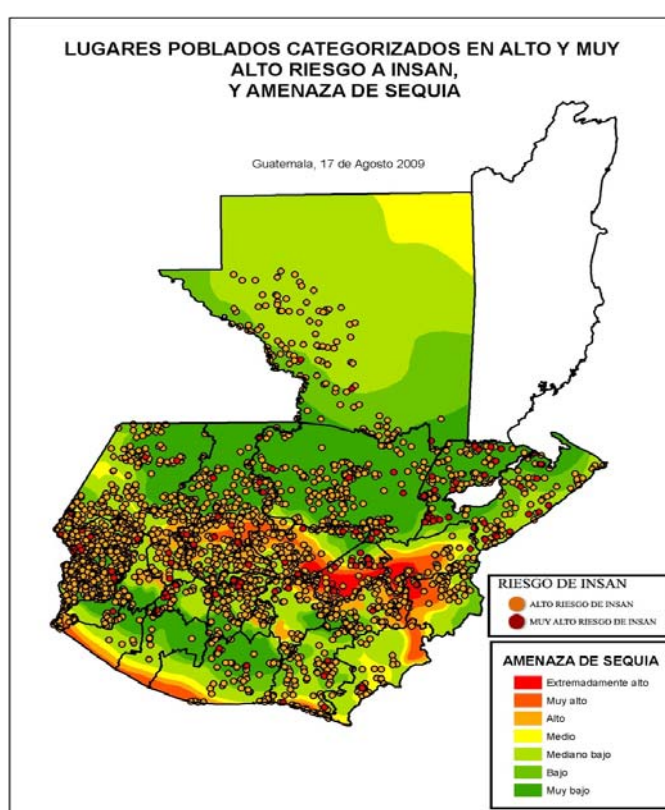 LUGARES POBLADOS CATEGORIZADOS EN ALTO Y MUY
ALTO RIESGO A INSAN,
Y AMENAZA DE SEQUIA
Guatemala, 17 de Agosto 2009
RIESGO DE INSAN
ALTO RIESGO DE INSAN
MUY ALTO RIESGO DE INSAN
AMENAZA DE SEQUIA
Extremadamente alto
Muy alto
Alto
Medio
Mediano bajo
Bajo
Muy bajo